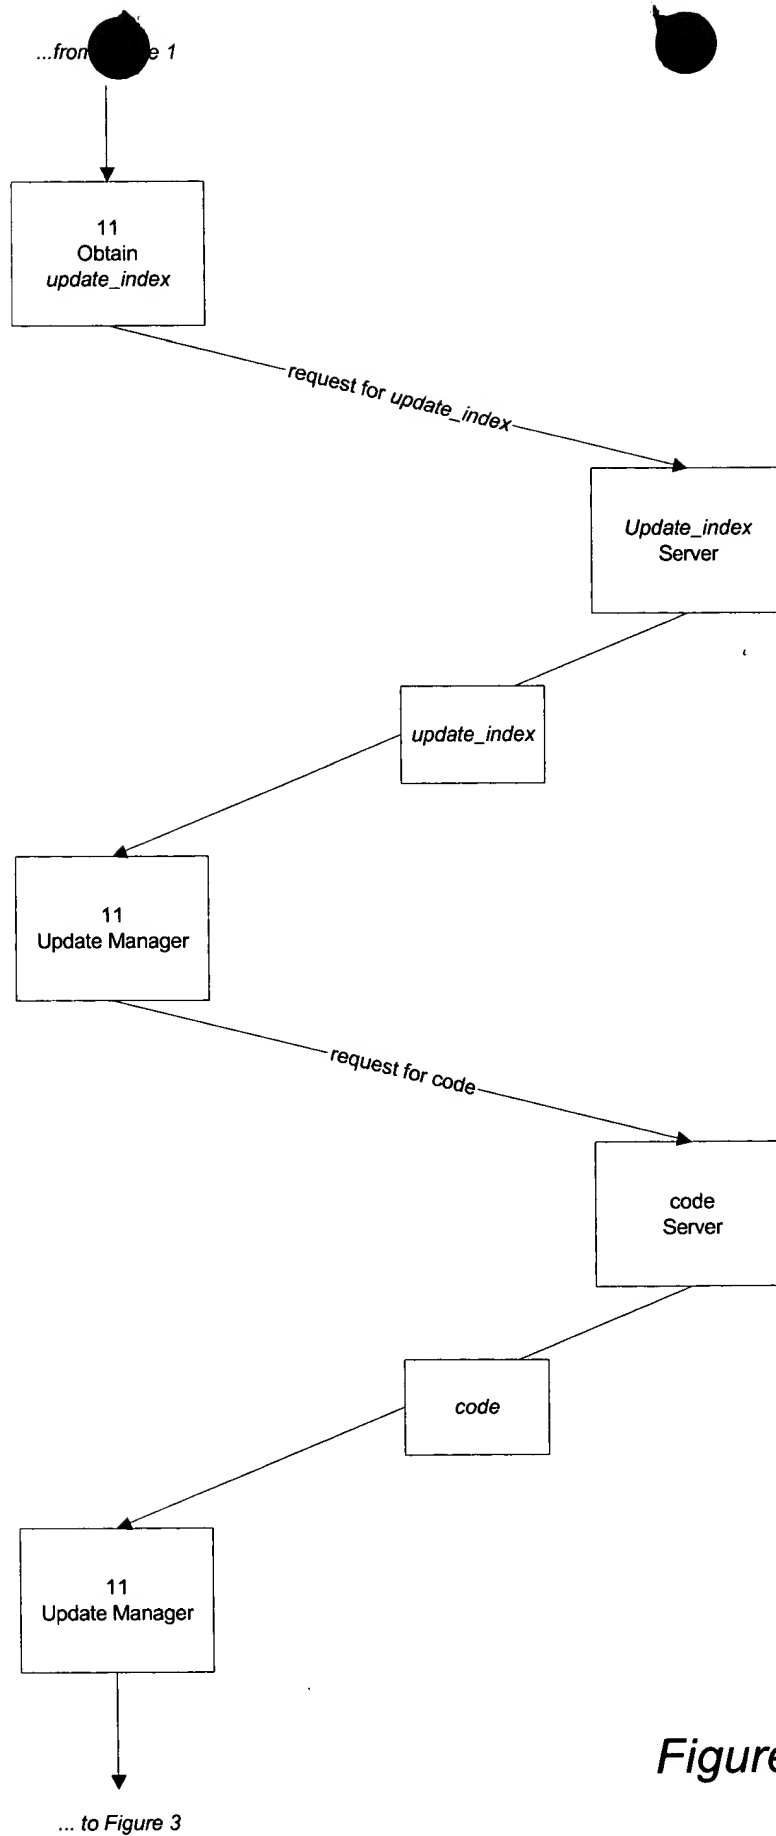 ...from e 1
11
Obtain
update_index
request for update_index
Update_index
Server
update_index
11
Update Manager
request for code
code
Server
code
11
Update Manager
Figure
... to Figure 3